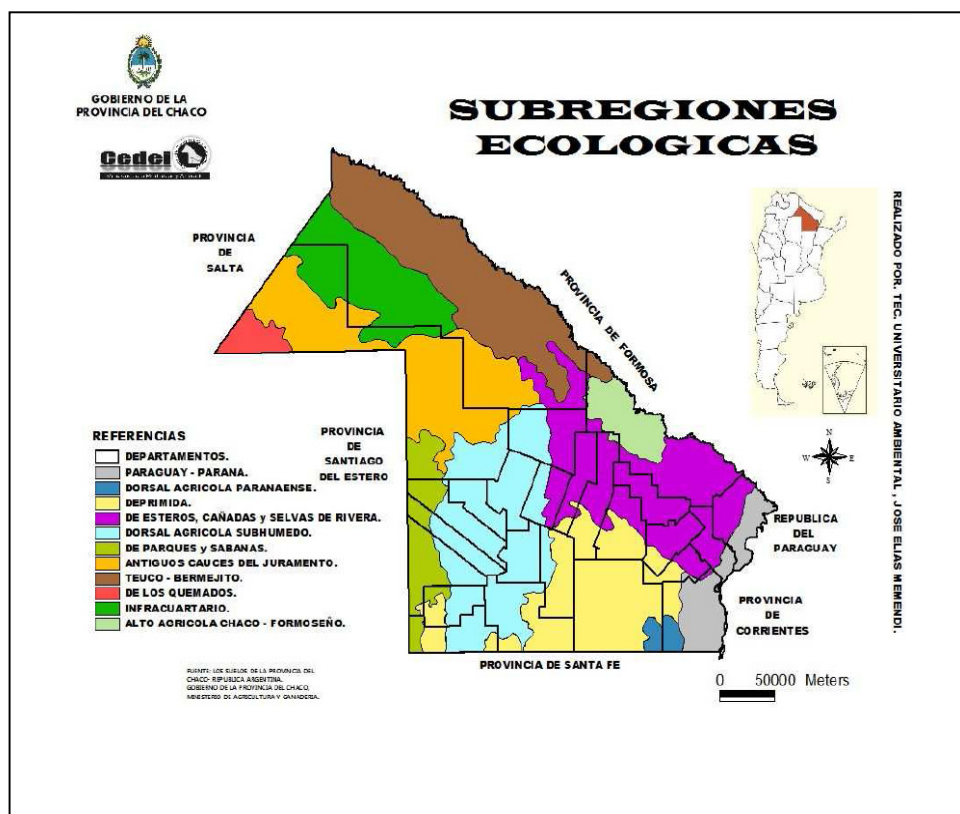 GOBIERNO DE LA
PROVINCIA DEL CHACO
Cedei
SUBREGIONES
ECOLOGICAS
PROVINCIA
DE
SALTA
PROVINCIA DE FORMOSA
REALIZADO POR. TEC. UNIVERSITARIO AMBIENTAL, JOSE ELIAS MEMENDI.
N
W E
S
PROVINCIA
DE
SANTIAGO
DEL ESTERO
REFERENCIAS
DEPARTAMENTOS.
PARAGUAY - PARANA.
DORSAL AGRICOLA PARANAENSE.
DEPRIMIDA.
DE ESTEROS, CAÑADAS y SELVAS DE RIVERA.
DORSAL AGRICOLA SUBHUMEDO.
DE PARQUES y SABANAS.
ANTIGUOS CAUCES DEL JURAMENTO.
TEUCO - BERMEJITO.
DE LOS QUEMADOS.
INFRACUARTARIO.
ALTO AGRICOLA CHACO - FORMOSEÑO.
REPUBLICA
DEL
PARAGUAY
PROVINCIA
DE
CORRIENTES
PROVINCIA DE SANTA FE
FUENTE: LOS SUELOS DE LA PROVINCIA DEL
CHACO- REPUBLICA ARGENTINA.
GOBIERNO DE LA PROVINCIA DEL CHACO,
MINISTERIO DE AGRICULTURA Y GANADERIA.
0 50000 Meters